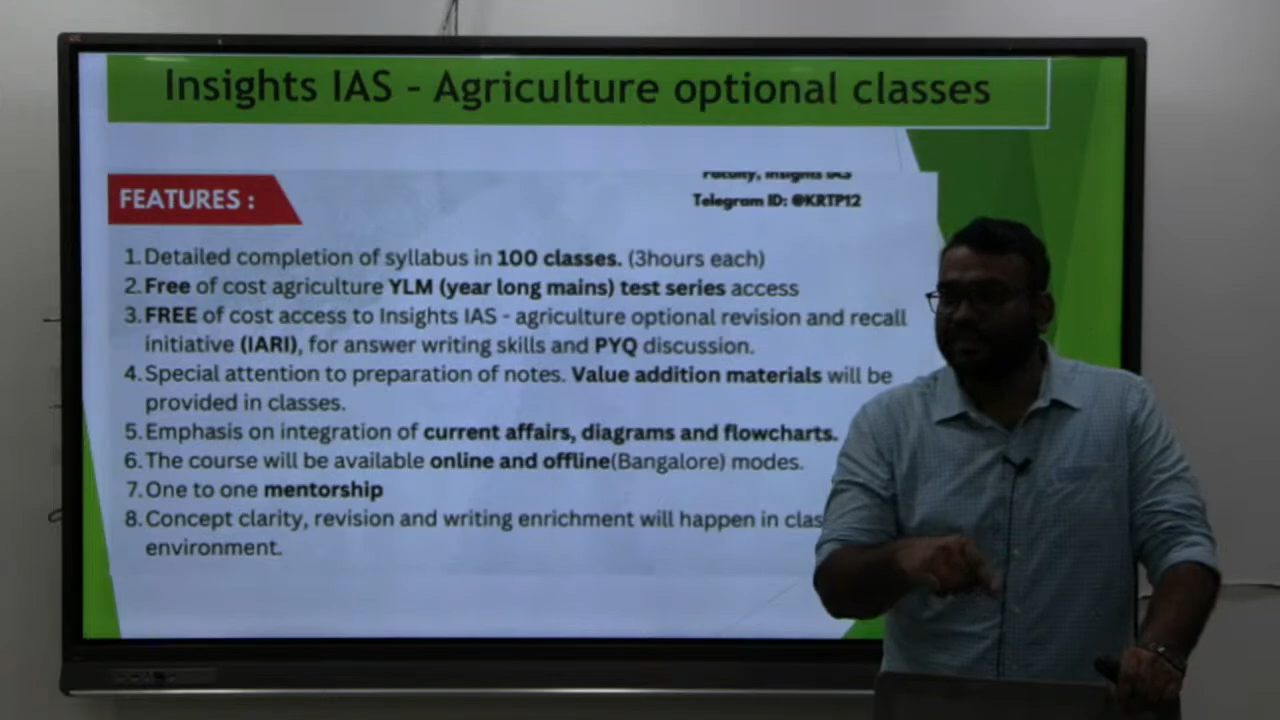 Insights IAS - Agriculture optional classes
FEATURES :
Faculty, Insights IAS
Telegram ID: @KRTP12
1. Detailed completion of syllabus in 100 classes. (3hours each)
2. Free of cost agriculture YLM (year long mains) test series access
3. FREE of cost access to Insights IAS - agriculture optional revision and recall
initiative (IARI), for answer writing skills and PYQ discussion.
4. Special attention to preparation of notes. Value addition materials will be
provided in classes.
5. Emphasis on integration of current affairs, diagrams and flowcharts.
6. The course will be available online and offline(Bangalore) modes.
7. One to one mentorship
8. Concept clarity, revision and writing enrichment will happen in
environment.